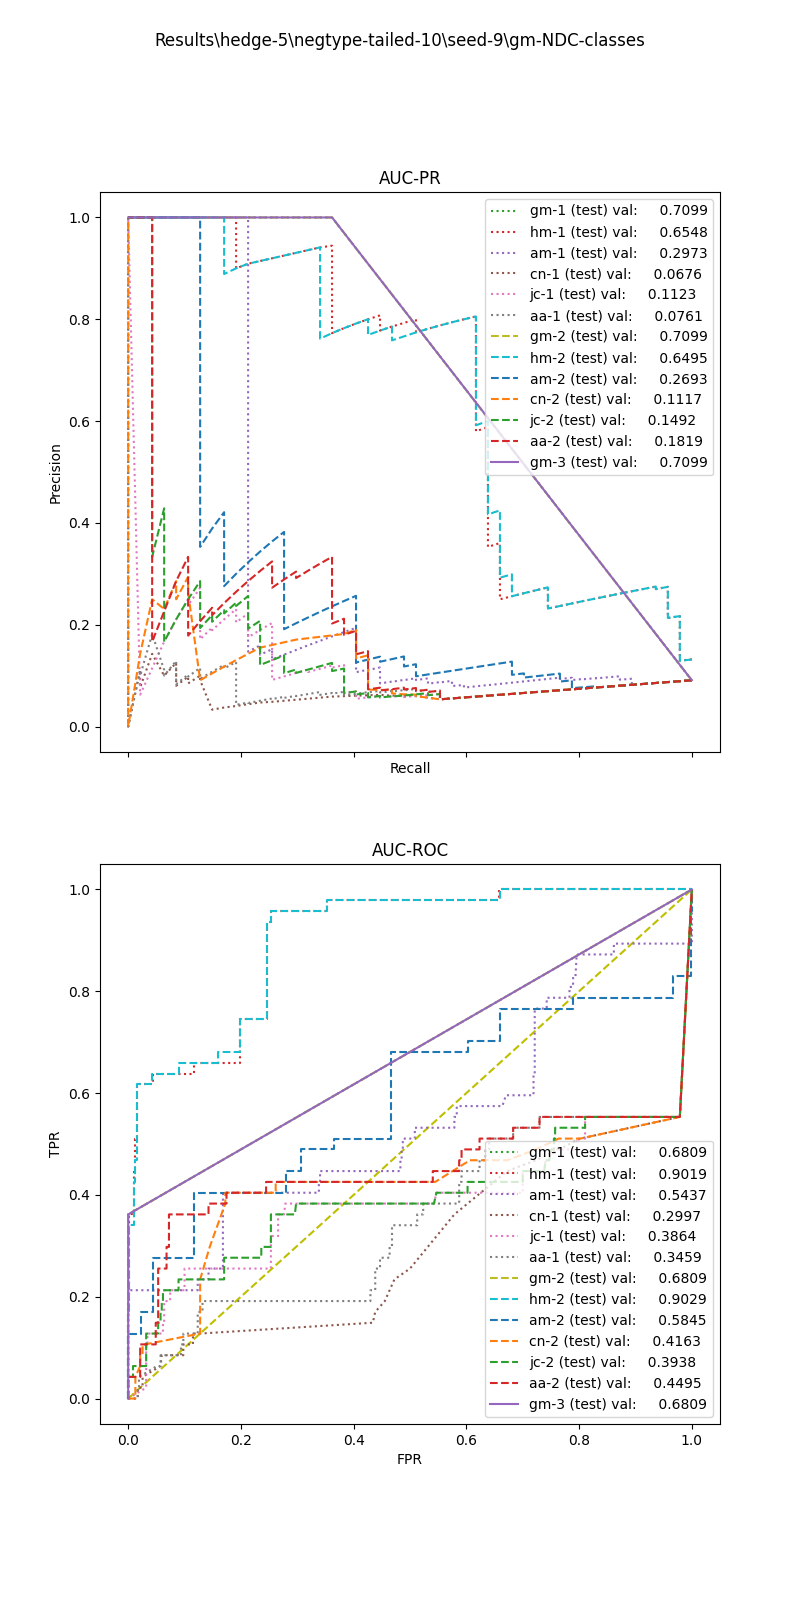 Results\hedge-5\negtype-tailed-10\seed-9\gm-NDC-classes
AUC-PR
gm-1 (test) val: 0.7099
hm-1 (test) val: 0.6548
am-1 (test) val: 0.2973
cn-1 (test) val: 0.0676
jc-1 (test) val: 0.1123
aa-1 (test) val: 0.0761
gm-2 (test) val: 0.7099
hm-2 (test) val: 0.6495
am-2 (test) val: 0.2693
cn-2 (test) val: 0.1117
jc-2 (test) val: 0.1492
aa-2 (test) val: 0.1819
gm-3 (test) val: 0.7099
1.0
0.8
0.6
0.4
0.2
0.0
Precision
Recall
AUC-ROC
1.0
0.8
0.6
0.4
0.2
0.0
TPR
gm-1 (test) val: 0.6809
hm-1 (test) val: 0.9019
am-1 (test) val: 0.5437
cn-1 (test) val: 0.2997
jc-1 (test) val: 0.3864
aa-1 (test) val: 0.3459
gm-2 (test) val: 0.6809
hm-2 (test) val: 0.9029
am-2 (test) val: 0.5845
cn-2 (test) val: 0.4163
jc-2 (test) val: 0.3938
aa-2 (test) val: 0.4495
gm-3 (test) val: 0.6809
0.0 0.2 0.4 0.6 0.8 1.0
FPR